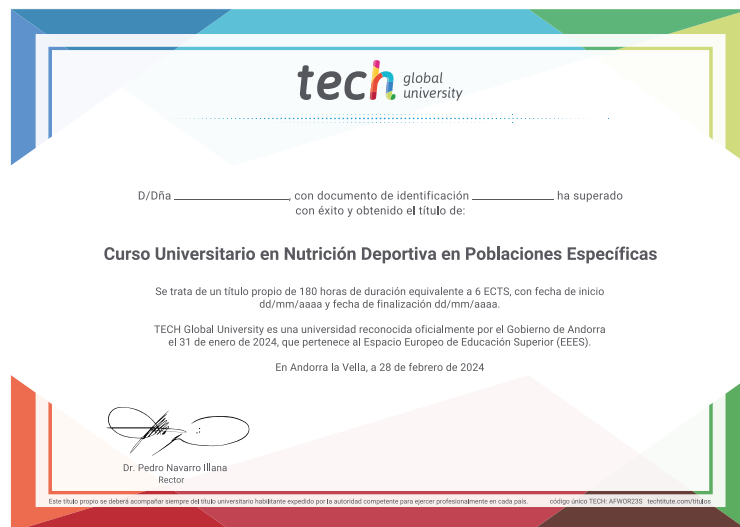 tech global university
D/Dña ____________________, con documento de identificación ______________ ha superado
con éxito y obtenido el título de:
Curso Universitario en Nutrición Deportiva en Poblaciones Específicas
Se trata de un título propio de 180 horas de duración equivalente a 6 ECTS, con fecha de inicio
dd/mm/aaaa y fecha de finalización dd/mm/aaaa.
TECH Global University es una universidad reconocida oficialmente por el Gobierno de Andorra
el 31 de enero de 2024, que pertenece al Espacio Europeo de Educación Superior (EEES).
En Andorra la Vella, a 28 de febrero de 2024
Dr. Pedro Navarro Illana
Rector
Este título propio se deberá acompañar siempre del título universitario habilitante expedido por la autoridad competente para ejercer profesionalmente en cada país. código único TECH: AFWOR23S techtitute.com/titulos